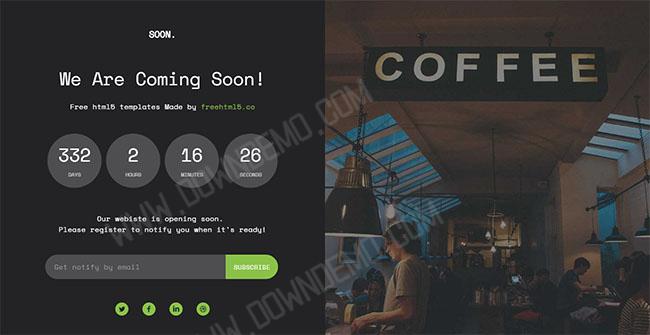 SOON.
We Are Coming Soon!
Free html5 templates Made by freehtml5.co
332
DAYS
2
HOURS
16
MINUTES
26
SECONDS
Our webiste is opening soon.
Please register to notify you when it's ready!
Get notify by email
SUBSCRIBE
COFFEE
WWW.DOWNDEMO.COM
WWW.DOWNDEMO.COM